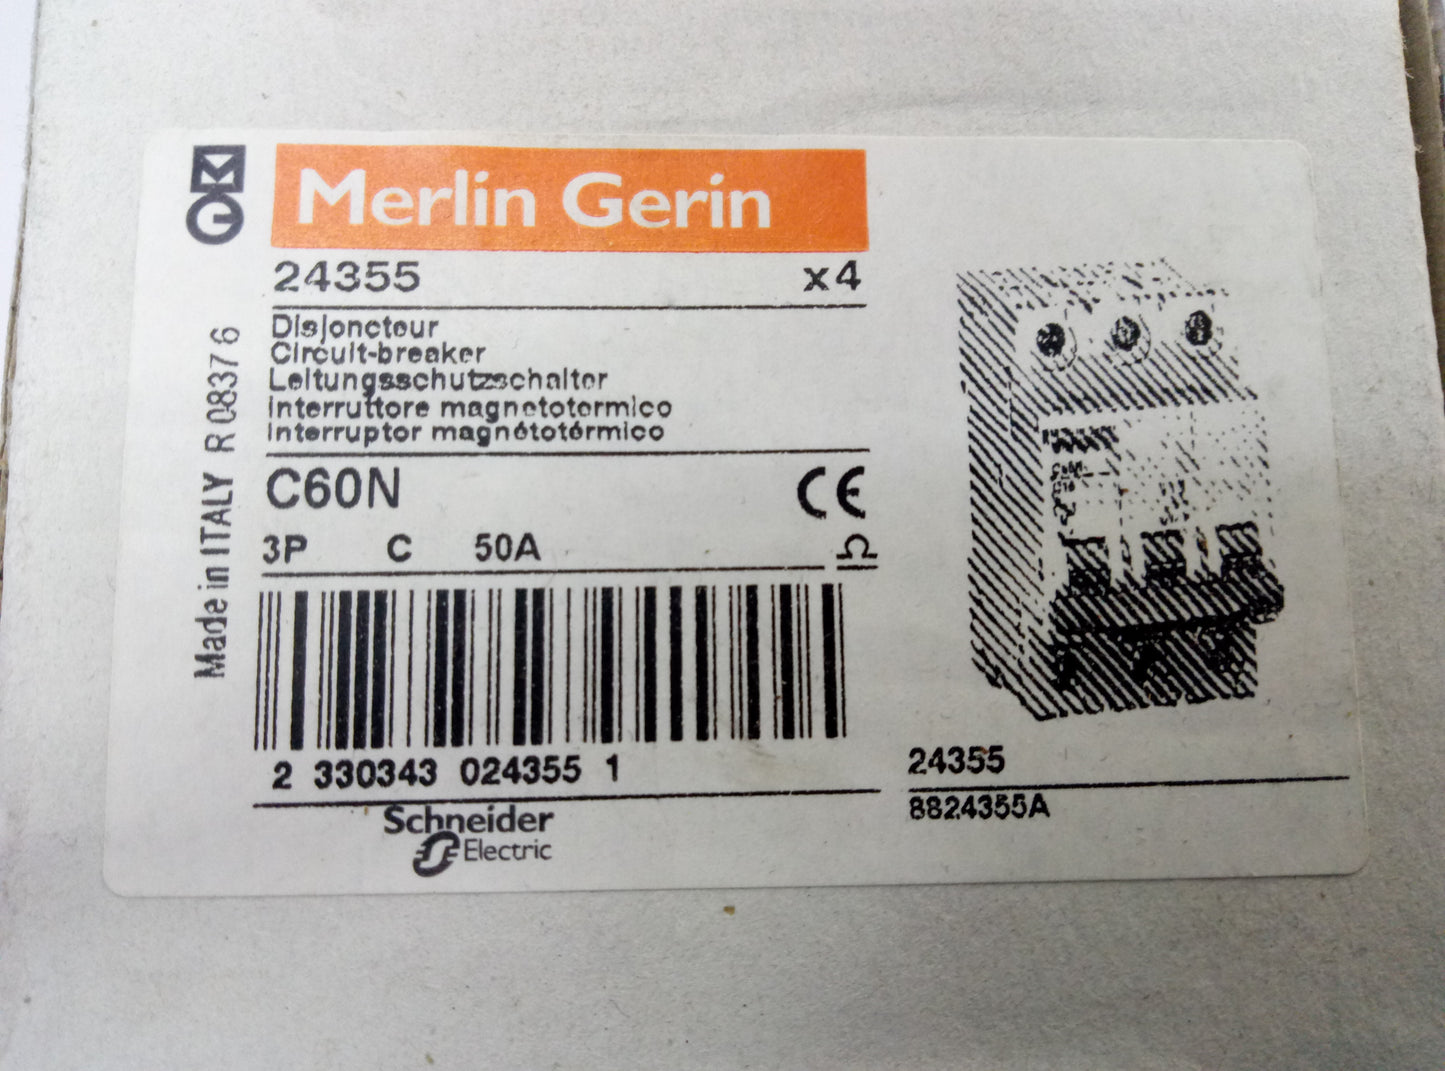 Merlin Gerin
24355 x4
Disjoncteur
Circuit-breaker
Leitungsschutzschalter
Interruttore magnetotermico
Interruptor magnétotérmico
C60N CE
3P C 50A
2 330343 024355 1
Schneider
Electric
Made in ITALY R 0837 6
24355
8824355A